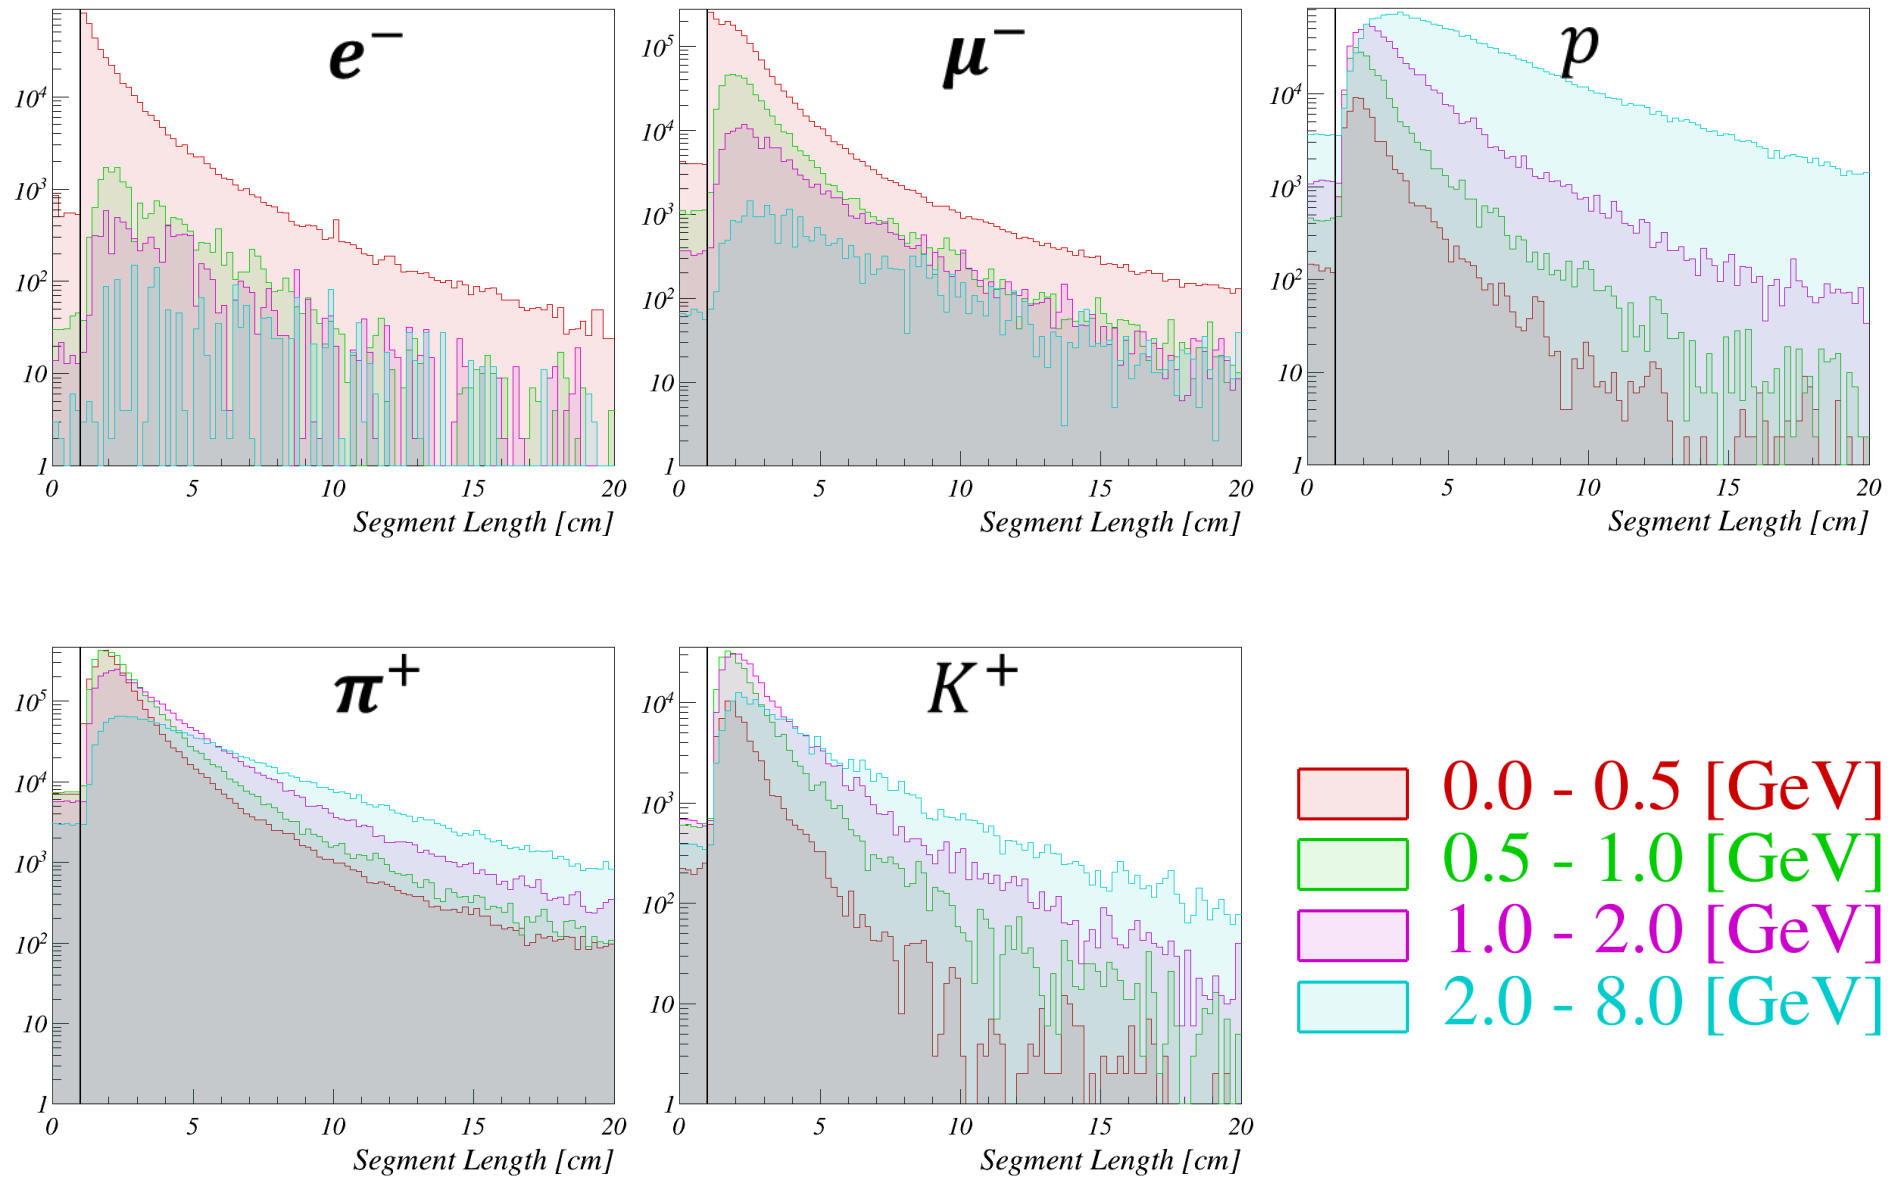 e⁻
10⁴
10³
10²
10
1
0 5 10 15 20
Segment Length [cm]
μ⁻
10⁵
10⁴
10³
10²
10
1
0 5 10 15 20
Segment Length [cm]
p
10⁴
10³
10²
10
1
0 5 10 15 20
Segment Length [cm]
π⁺
10⁵
10⁴
10³
10²
10
1
0 5 10 15 20
Segment Length [cm]
K⁺
10⁴
10³
10²
10
1
0 5 10 15 20
Segment Length [cm]
0.0 - 0.5 [GeV]
0.5 - 1.0 [GeV]
1.0 - 2.0 [GeV]
2.0 - 8.0 [GeV]